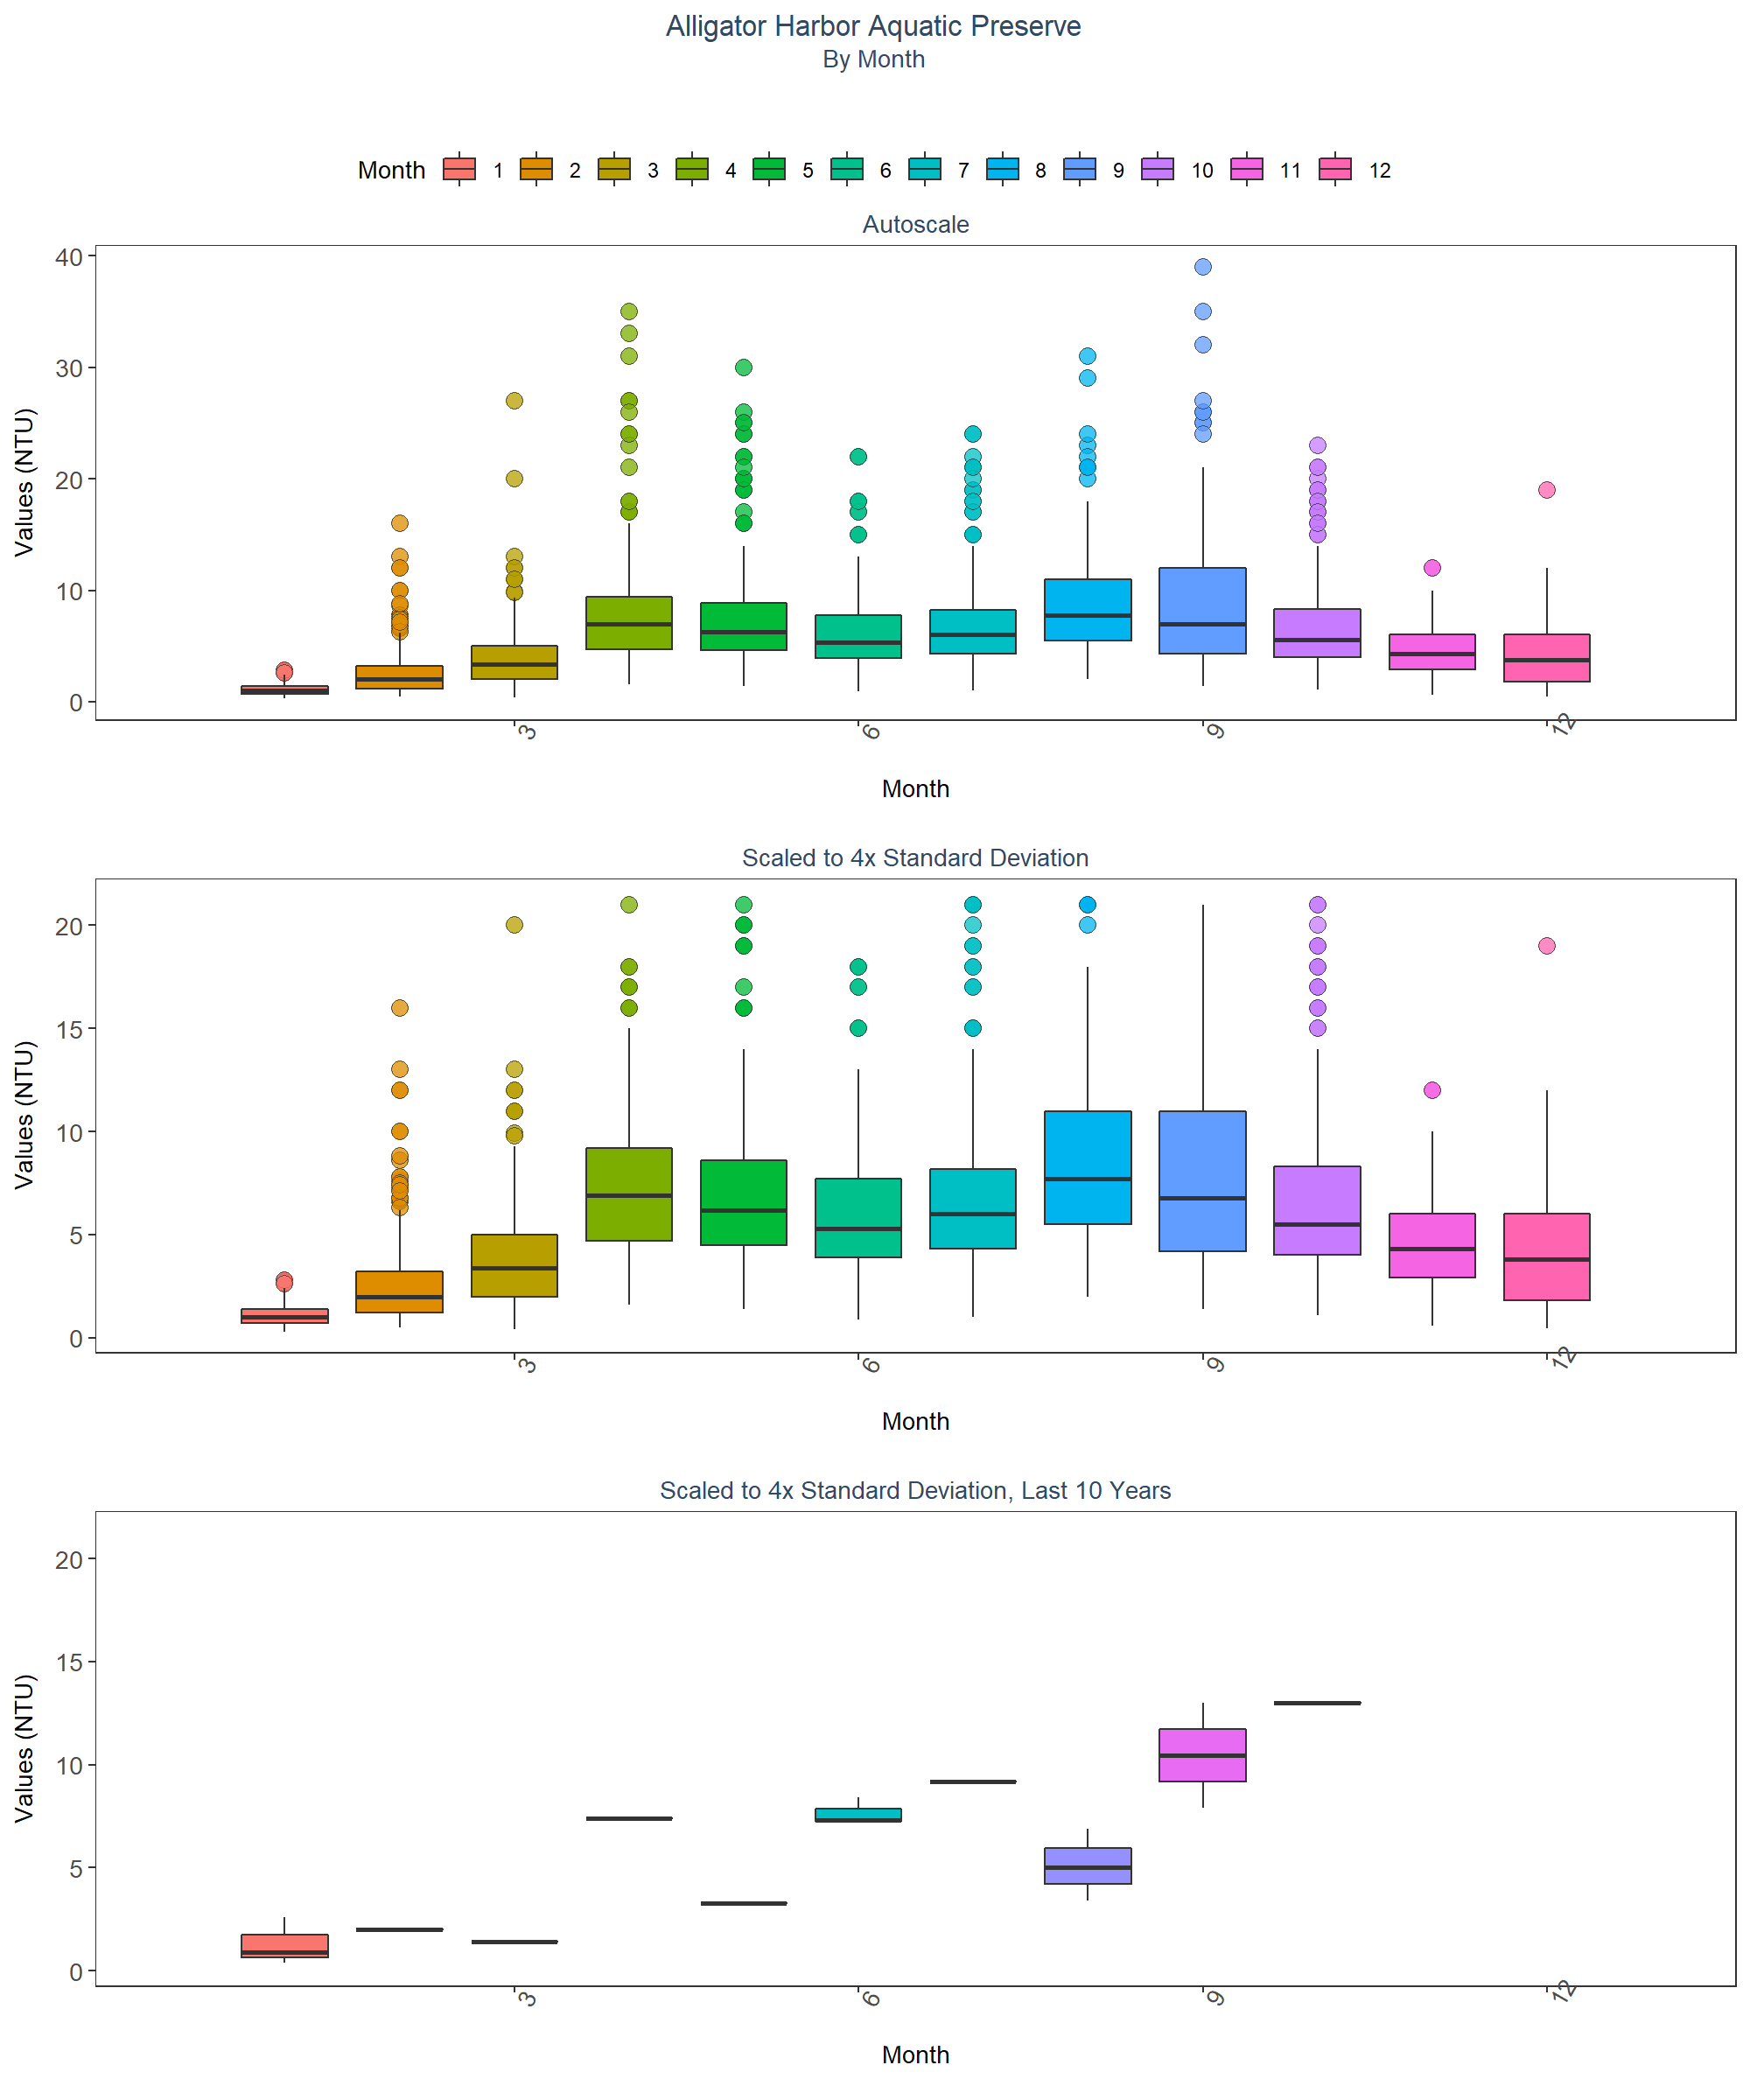 Alligator Harbor Aquatic Preserve
By Month
Month 1 2 3 4 5 6 7 8 9 10 11 12
Autoscale
Values (NTU)
40
30
20
10
0
3 6 9 12
Month
Scaled to 4x Standard Deviation
Values (NTU)
20
15
10
5
0
3 6 9 12
Month
Scaled to 4x Standard Deviation, Last 10 Years
Values (NTU)
20
15
10
5
0
3 6 9 12
Month